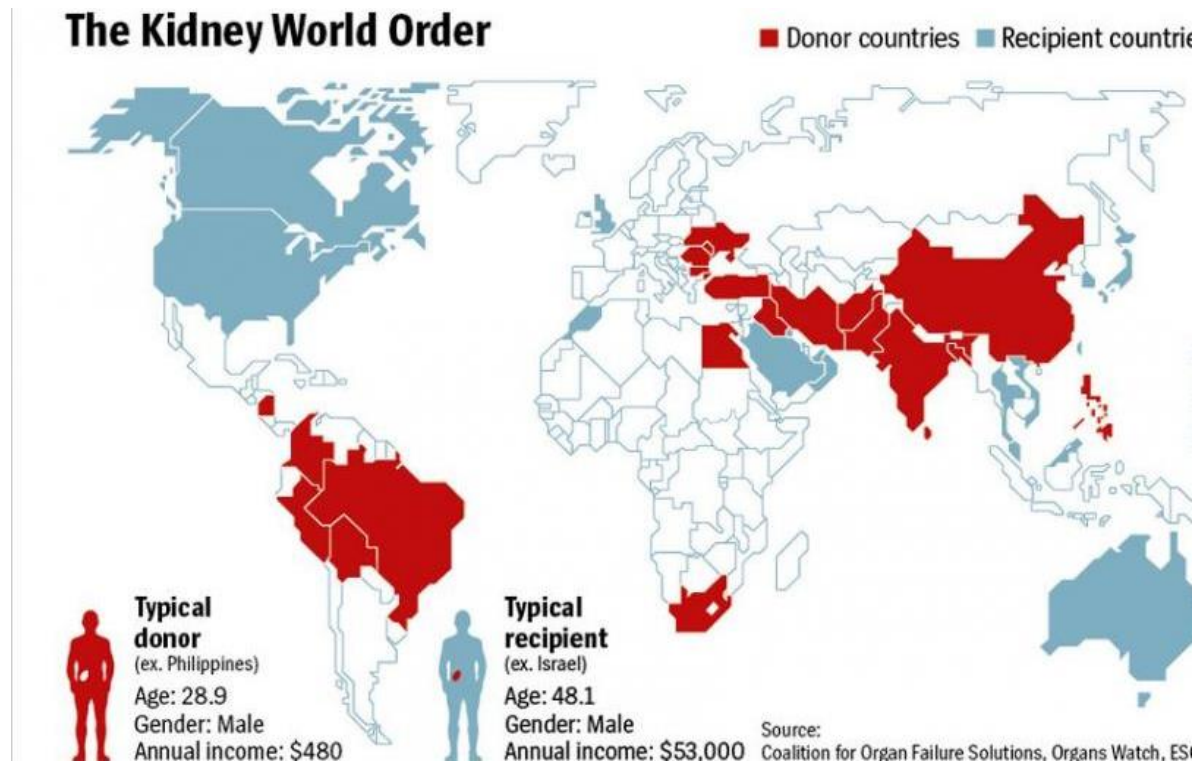 The Kidney World Order
Donor countries
Recipient countrie
Typical
donor
(ex. Philippines)
Age: 28.9
Gender: Male
Annual income: $480
Typical
recipient
(ex. Israel)
Age: 48.1
Gender: Male
Annual income: $53,000
Source:
Coalition for Organ Failure Solutions, Organs Watch,